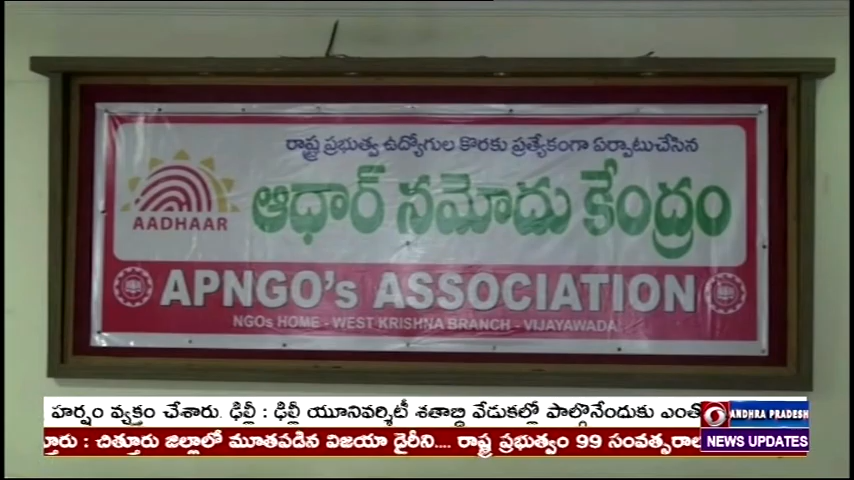 రాష్ట్ర ప్రభుత్వ ఉద్యోగుల కొరకు ప్రత్యేకంగా ఏర్పాటుచేసిన
ఆధార్ నమోదు కేంద్రం
AADHAAR
APNGO's ASSOCIATION
NGOs HOME - WEST KRISHNA BRANCH - VIJAYAWADA
హర్షం వ్యక్తం చేశారు. ఢిల్లీ : ఢిల్లీ యూనివర్శిటీ శతాబ్ది వేడుకల్లో పాల్గొనేందుకు ఎంతో
ANDHRA PRADESH
తూరు : చిత్తూరు జిల్లాలో మూతపడిన విజయా డైరీని.... రాష్ట్ర ప్రభుత్వం 99 సంవత్సరాల
NEWS UPDATES